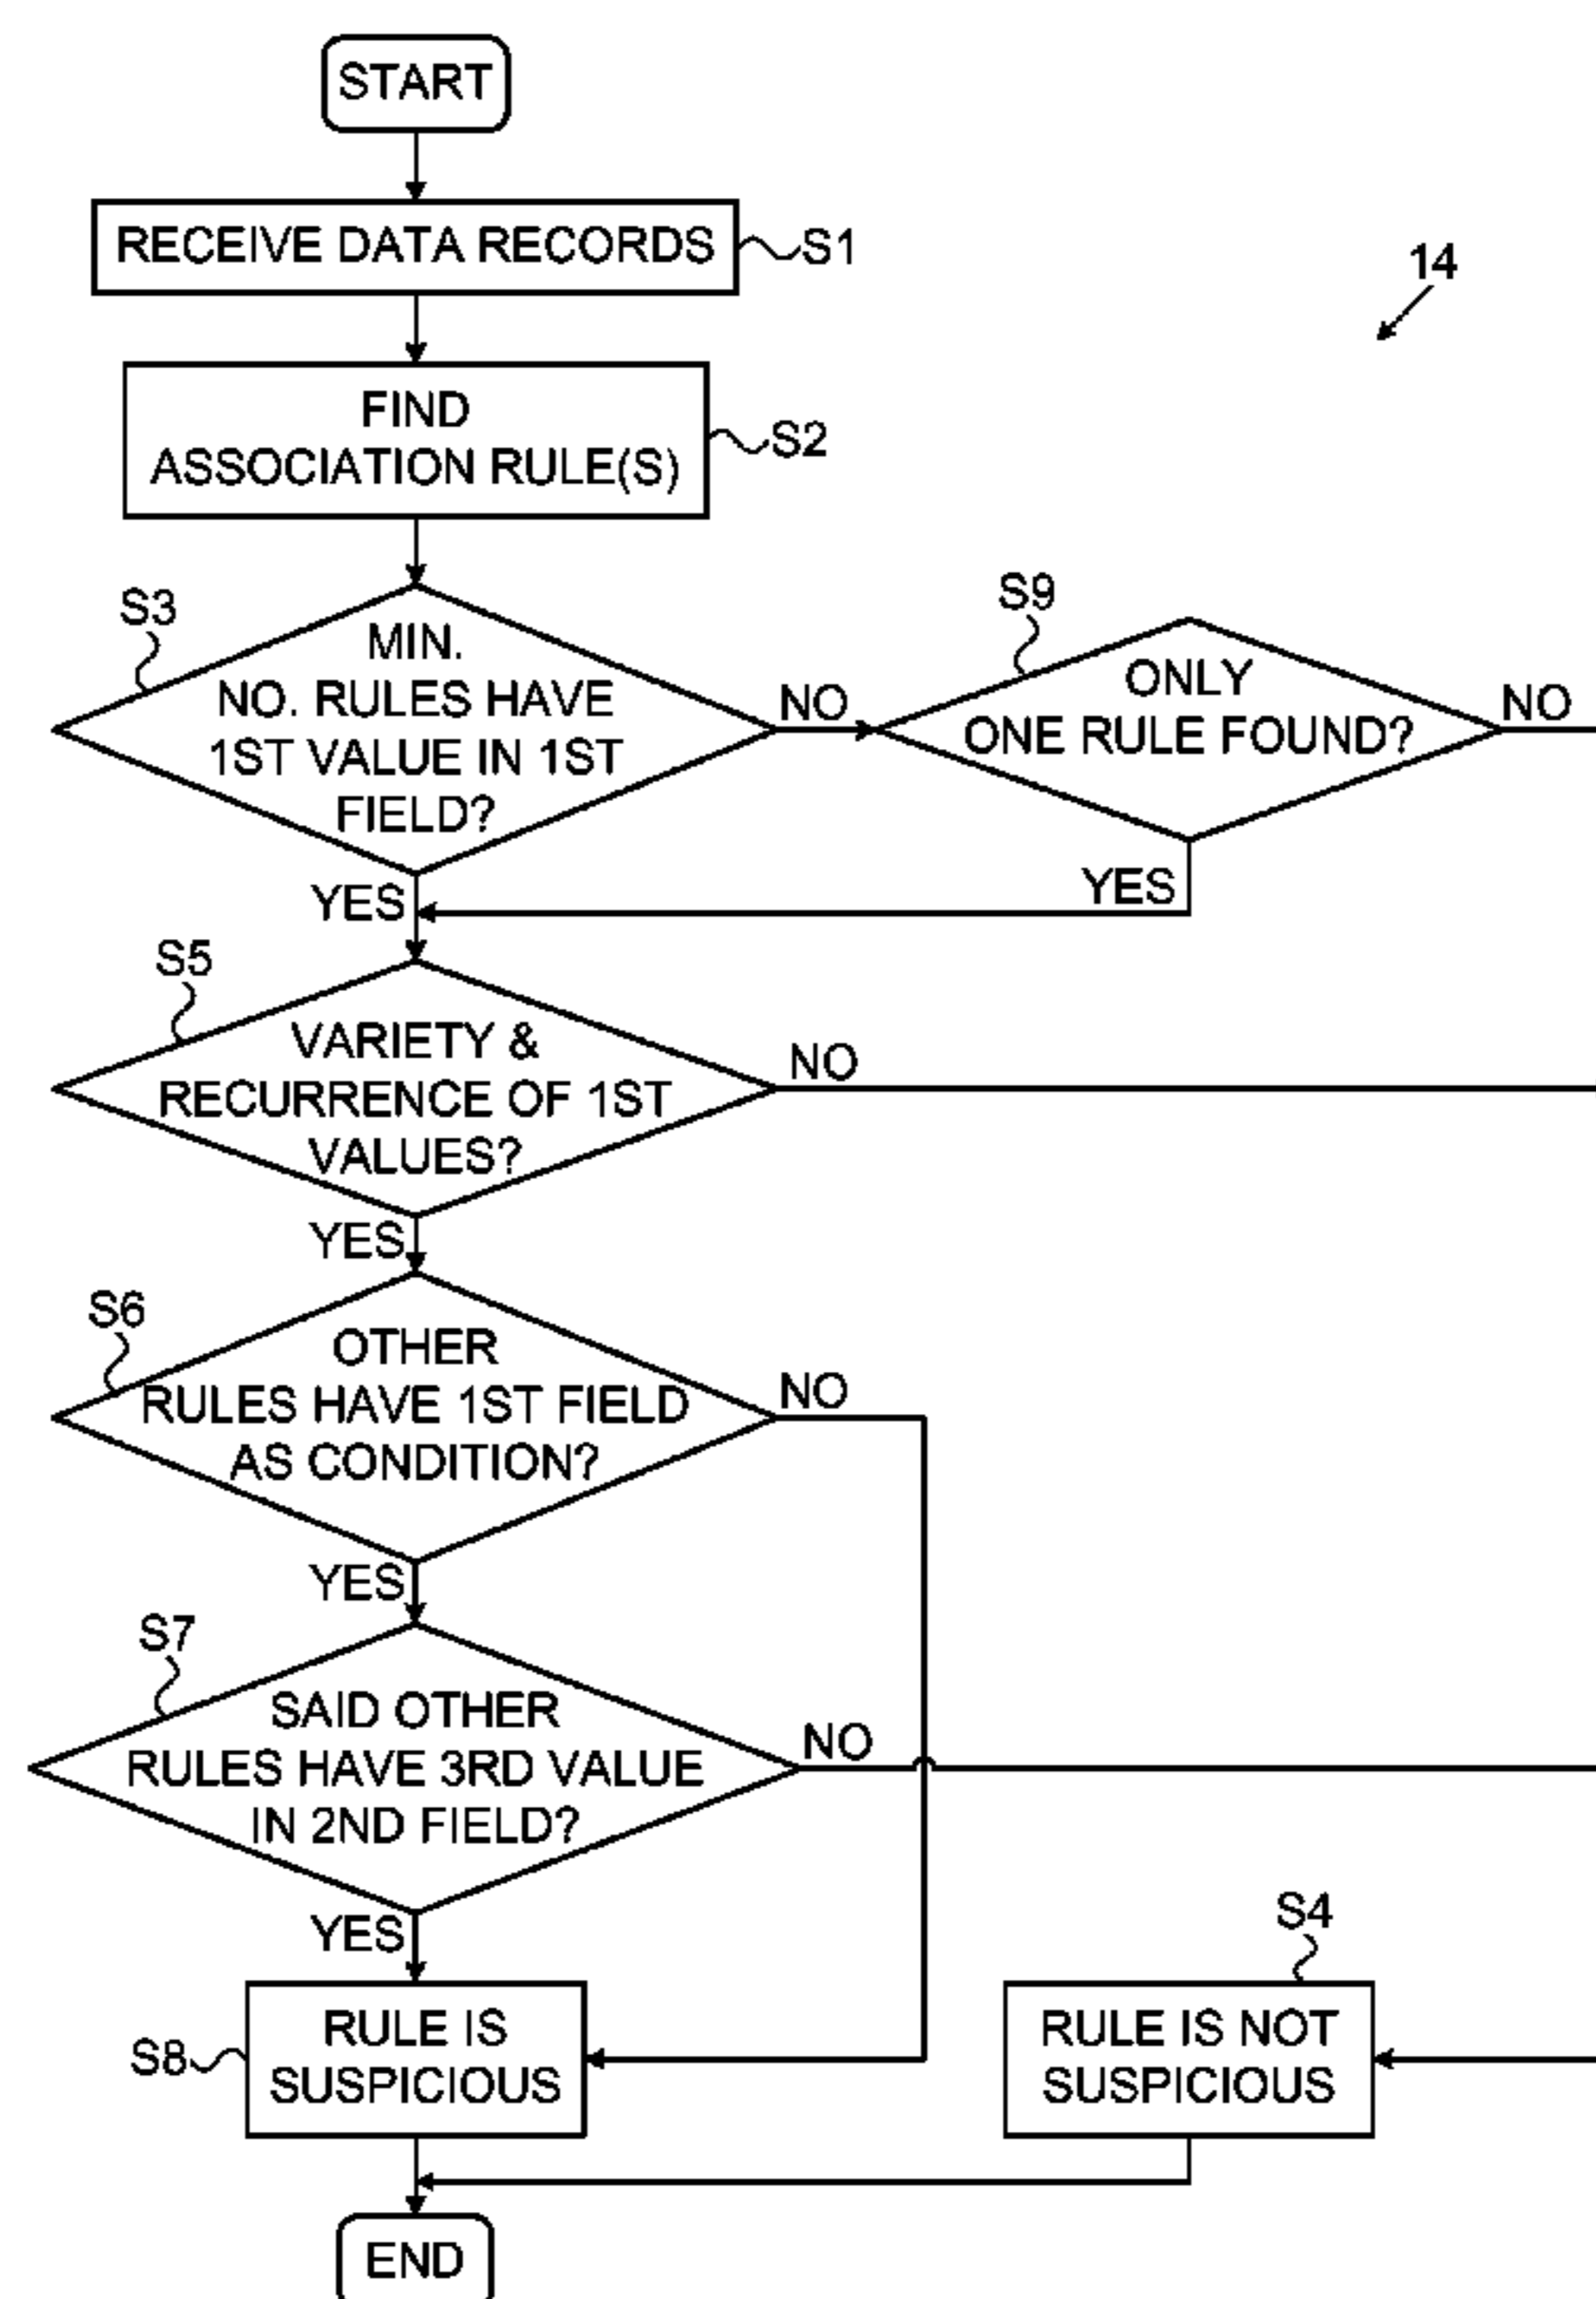 START
RECEIVE DATA RECORDS
S1
14
FIND
ASSOCIATION RULE(S)
S2
S3
MIN.
NO. RULES HAVE
1ST VALUE IN 1ST
FIELD?
NO
S9
ONLY
ONE RULE FOUND?
NO
YES
YES
S5
VARIETY &
RECURRENCE OF 1ST
VALUES?
NO
YES
S6
OTHER
RULES HAVE 1ST FIELD
AS CONDITION?
NO
YES
S7
SAID OTHER
RULES HAVE 3RD VALUE
IN 2ND FIELD?
NO
YES
S8
RULE IS
SUSPICIOUS
S4
RULE IS NOT
SUSPICIOUS
END